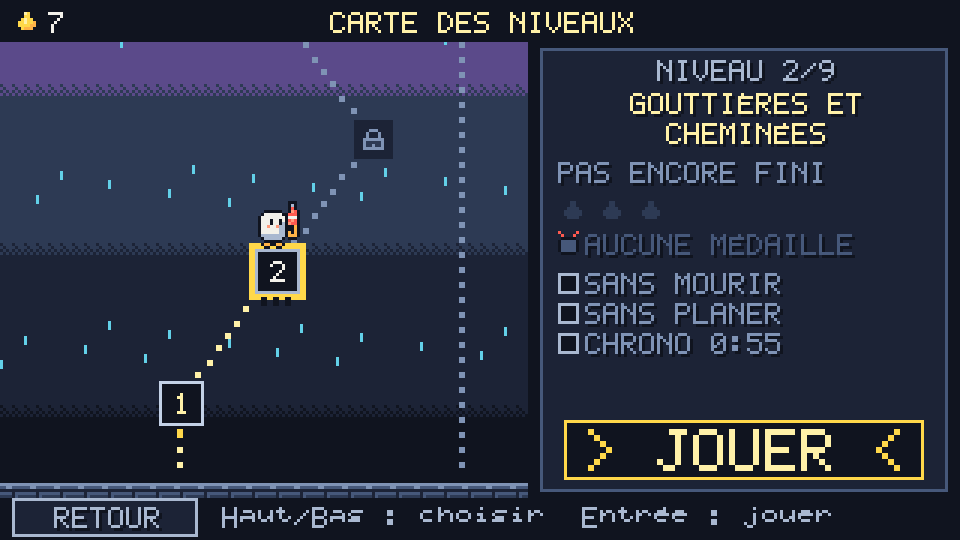 7
CARTE DES NIVEAUX
NIVEAU 2/9
GOUTTIÈRES ET
CHEMINÉES
PAS ENCORE FINI
AUCUNE MÉDAILLE
SANS MOURIR
SANS PLANER
CHRONO 0:55
2
1
> JOUER <
RETOUR
Haut/Bas : choisir Entrée : jouer